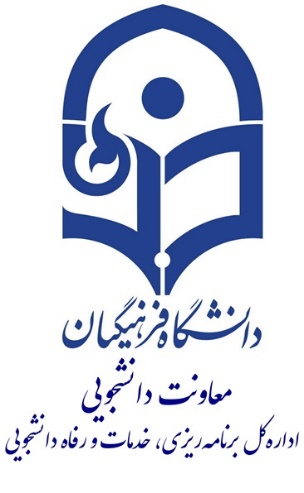 دانشگاه فرهنگیان
معاونت دانشجویی
اداره کل برنامه ریزی، خدمات و رفاه دانشجویی